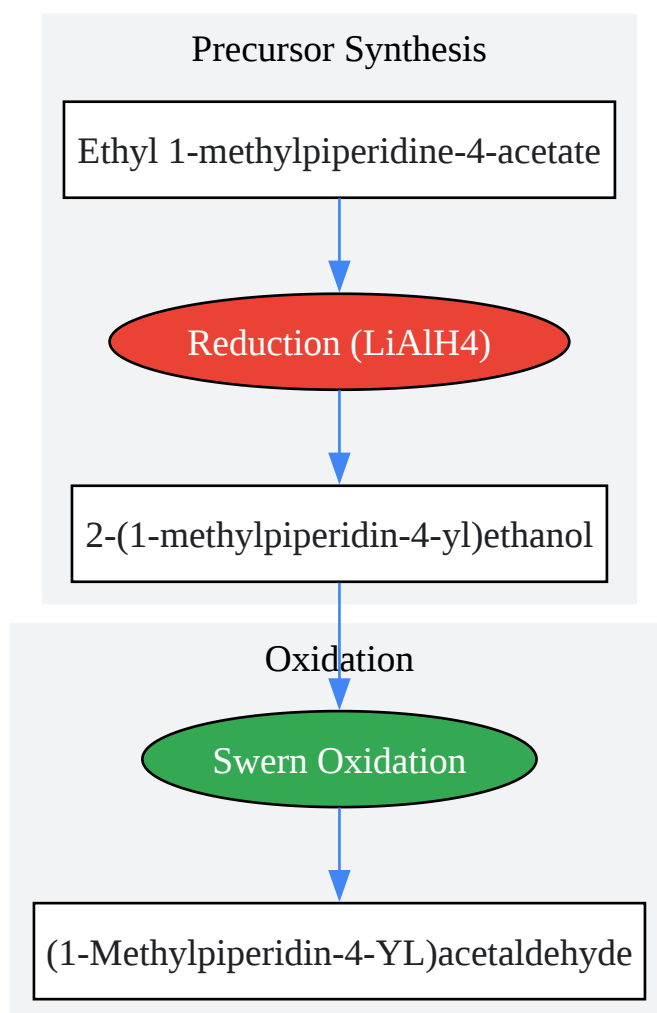 Precursor Synthesis
Ethyl 1-methylpiperidine-4-acetate
Reduction (LiAlH4)
2-(1-methylpiperidin-4-yl)ethanol
Oxidation
Swern Oxidation
(1-Methylpiperidin-4-YL)acetaldehyde